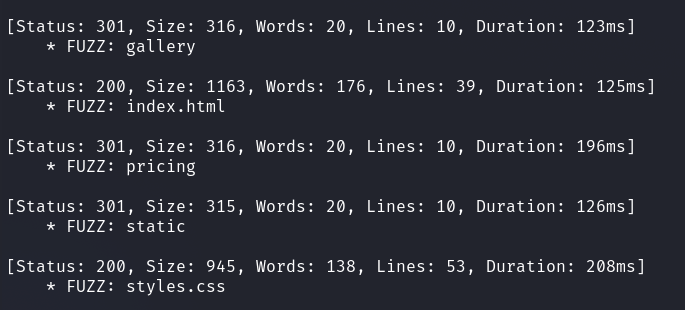 [Status: 301, Size: 316, Words: 20, Lines: 10, Duration: 123ms]
    * FUZZ: gallery

[Status: 200, Size: 1163, Words: 176, Lines: 39, Duration: 125ms]
    * FUZZ: index.html

[Status: 301, Size: 316, Words: 20, Lines: 10, Duration: 196ms]
    * FUZZ: pricing

[Status: 301, Size: 315, Words: 20, Lines: 10, Duration: 126ms]
    * FUZZ: static

[Status: 200, Size: 945, Words: 138, Lines: 53, Duration: 208ms]
    * FUZZ: styles.css